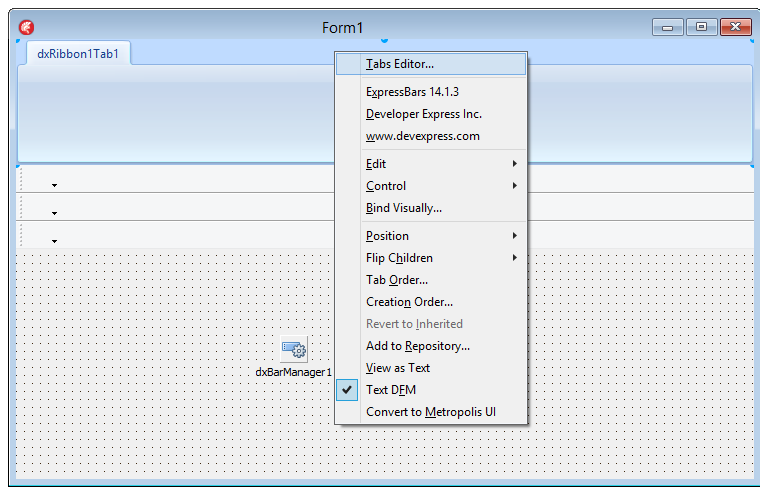 Form1
dxRibbon1Tab1
Tabs Editor...
ExpressBars 14.1.3
Developer Express Inc.
www.devexpress.com
Edit
Control
Bind Visually...
Position
Flip Children
Tab Order...
Creation Order...
Revert to Inherited
Add to Repository...
View as Text
Text DFM
Convert to Metropolis UI
dxBarManager1